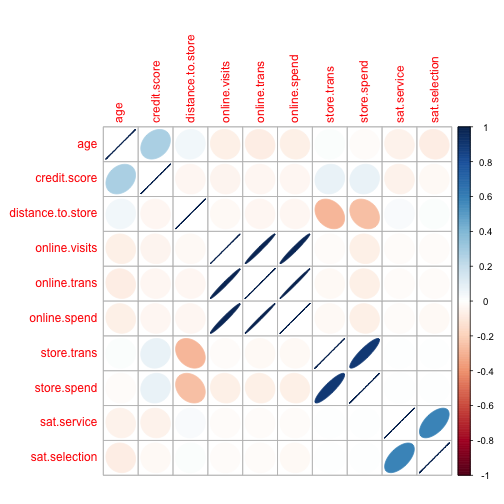 age
credit.score
distance.to.store
online.visits
online.trans
online.spend
store.trans
store.spend
sat.service
sat.selection
age
credit.score
distance.to.store
online.visits
online.trans
online.spend
store.trans
store.spend
sat.service
sat.selection
1
0.8
0.6
0.4
0.2
0
-0.2
-0.4
-0.6
-0.8
-1